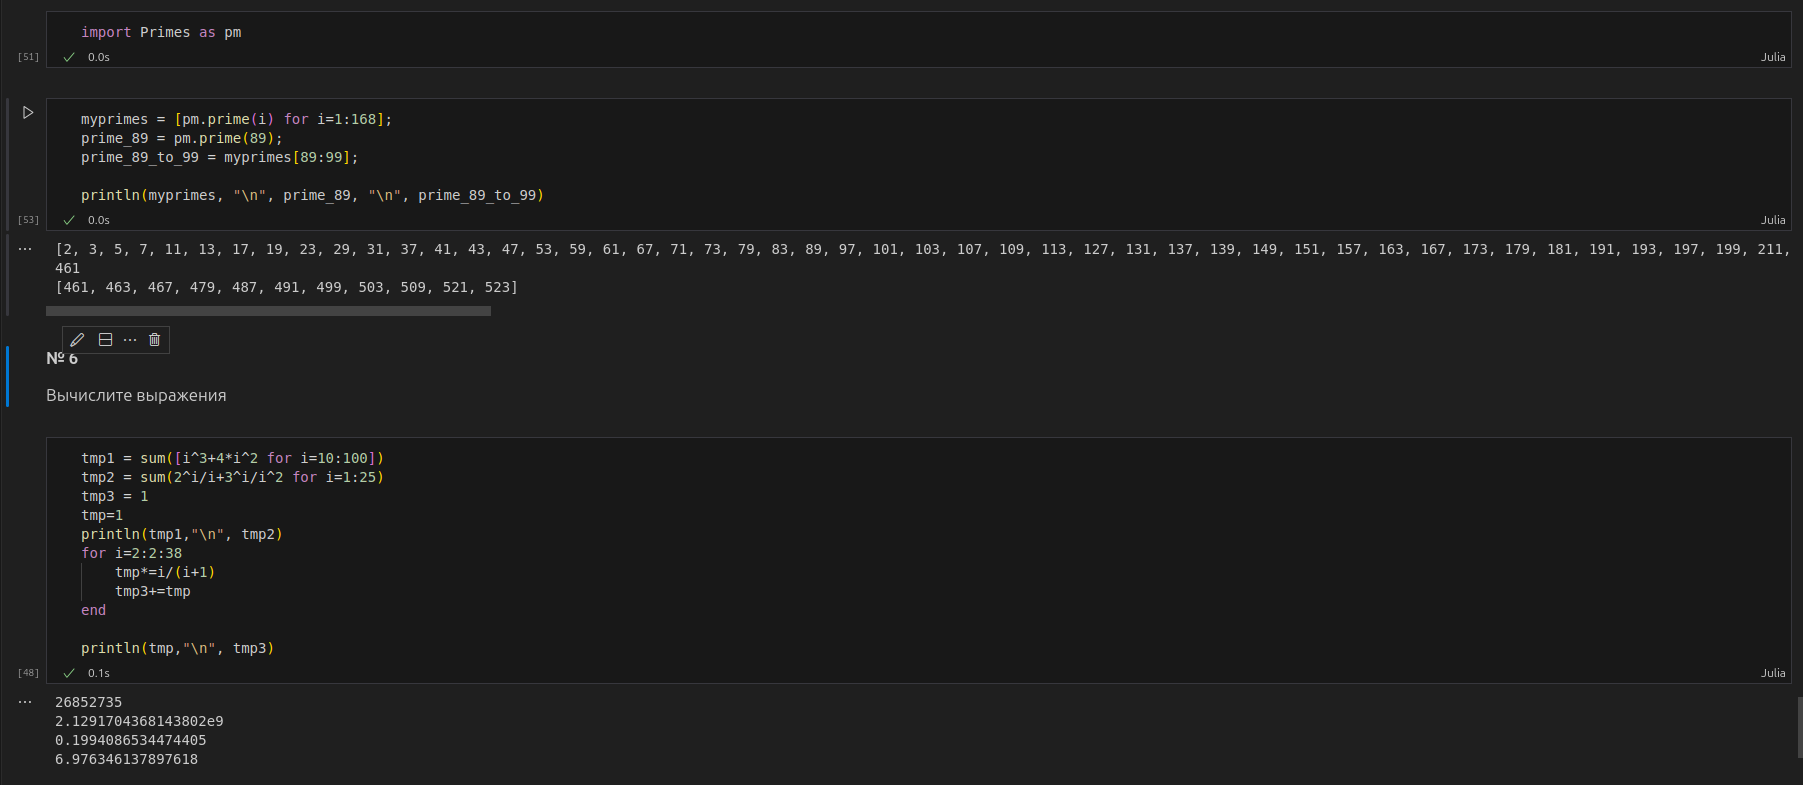 import Primes as pm
[51]
0.0s
Julia
myprimes = [pm.prime(i) for i=1:168];
prime_89 = pm.prime(89);
prime_89_to_99 = myprimes[89:99];
println(myprimes, "\n", prime_89, "\n", prime_89_to_99)
[53]
0.0s
Julia
[2, 3, 5, 7, 11, 13, 17, 19, 23, 29, 31, 37, 41, 43, 47, 53, 59, 61, 67, 71, 73, 79, 83, 89, 97, 101, 103, 107, 109, 113, 127, 131, 137, 139, 149, 151, 157, 163, 167, 173, 179, 181, 191, 193, 197, 199, 211,
461
[461, 463, 467, 479, 487, 491, 499, 503, 509, 521, 523]
№ 6
Вычислите выражения
tmp1 = sum([i^3+4*i^2 for i=10:100])
tmp2 = sum(2^i/i+3^i/i^2 for i=1:25)
tmp3 = 1
tmp=1
println(tmp1,"\n", tmp2)
for i=2:2:38
    tmp*=i/(i+1)
    tmp3+=tmp
end
println(tmp,"\n", tmp3)
[48]
0.1s
Julia
26852735
2.1291704368143802e9
0.1994086534474405
6.976346137897618